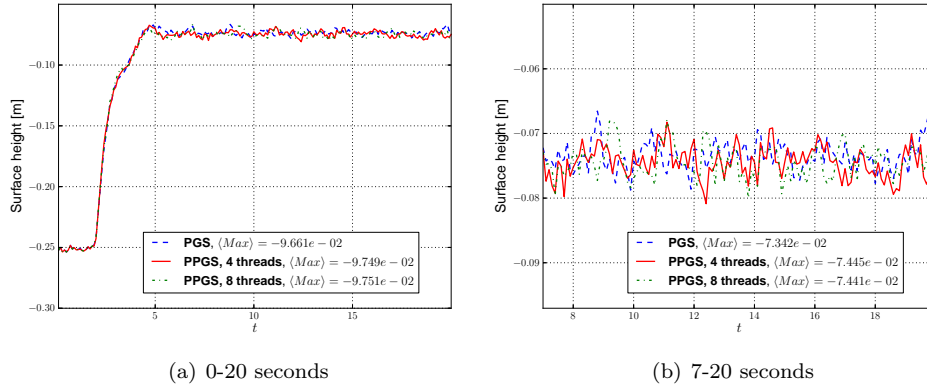 Surface height [m]
−0.10
−0.15
−0.20
−0.25
−0.30
5
10
15
t
PGS, ⟨Max⟩ = −9.661e − 02
PPGS, 4 threads, ⟨Max⟩ = −9.749e − 02
PPGS, 8 threads, ⟨Max⟩ = −9.751e − 02
(a) 0-20 seconds
Surface height [m]
−0.05
−0.06
−0.07
−0.08
−0.09
8
10
12
14
16
18
t
PGS, ⟨Max⟩ = −7.342e − 02
PPGS, 4 threads, ⟨Max⟩ = −7.445e − 02
PPGS, 8 threads, ⟨Max⟩ = −7.441e − 02
(b) 7-20 seconds